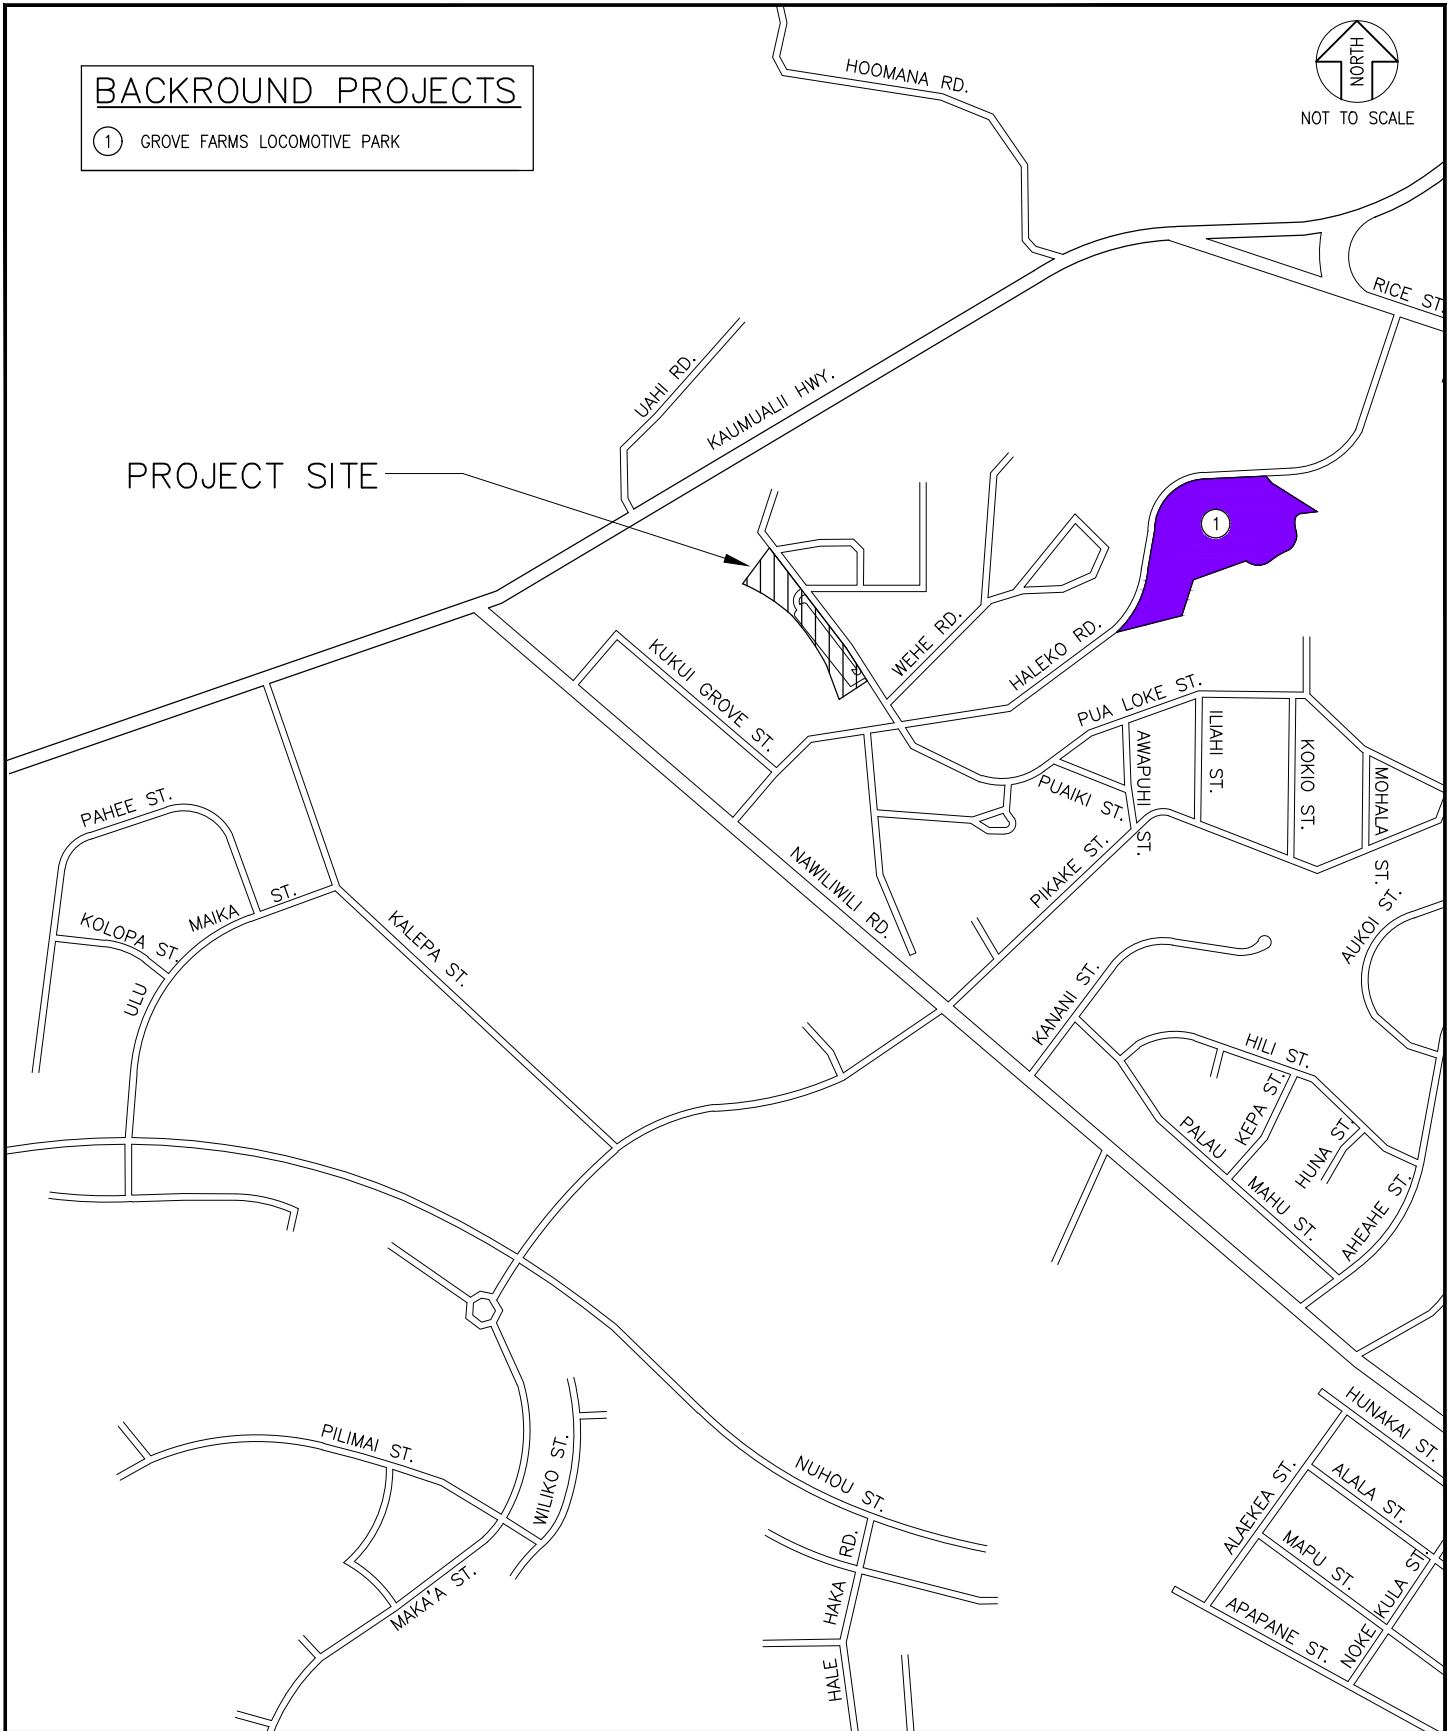 BACKROUND PROJECTS
1 GROVE FARMS LOCOMOTIVE PARK
NORTH
NOT TO SCALE
HOOMANA RD.
RICE ST.
UAHI RD.
KAUMUALII HWY.
PROJECT SITE
1
WEHE RD.
HALEKO RD.
KUKUI GROVE ST.
PUA LOKE ST.
AWAPUHI ST.
ILIAHI ST.
KOKIO ST.
MOHALA ST.
PUAIKI ST.
PAHEE ST.
KOLOPA ST.
ULU MAIKA ST.
KALEPA ST.
NAWILIWILI RD.
PIKAKE ST.
AUKOI ST.
KANANI ST.
HILI ST.
KEPA ST.
HUNA ST.
PALAU MAHU ST.
AHEAHE ST.
PILIMAI ST.
WILIKO ST.
MAKA'A ST.
NUHOU ST.
HALE HAKA RD.
HUNAKAI ST.
ALAEKEA ST.
ALALA ST.
MAPU ST.
APAPANE ST.
NOKE KULA ST.